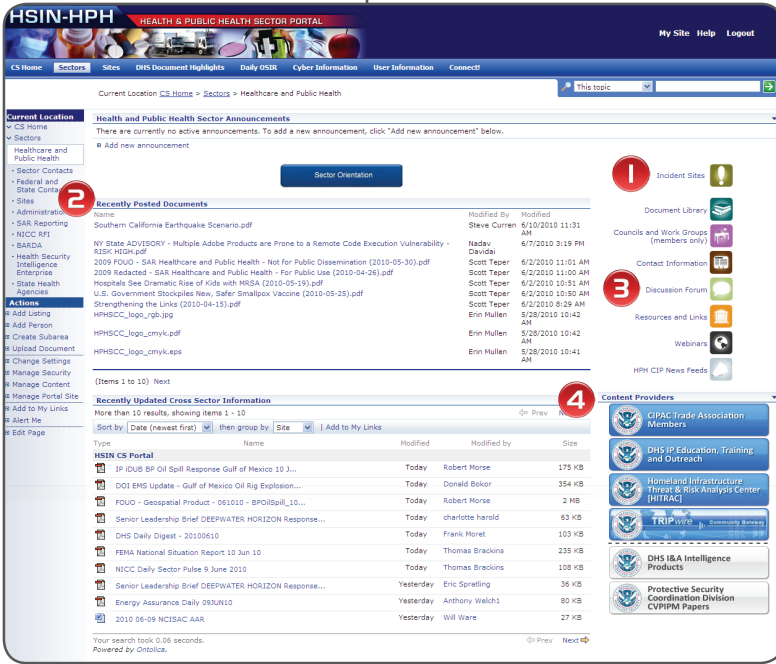 HSIN-HPH
HEALTH & PUBLIC HEALTH SECTOR PORTAL
My Site Help Logout
CS Home Sectors Sites DHS Document Highlights Daily OSIR Cyber Information User Information Connect!
This topic
Current Location CS Home > Sectors > Healthcare and Public Health
Current Location
CS Home
Sectors
Healthcare and
Public Health
Sector Contacts
Federal and
State
2
Sites
SAR Reporting
NICC RFI
BARDA
Health Security
Intelligence
Enterprise
State Health
Agencies
Actions
Add Listing
Add Person
Create Subarea
Upload Document
Change Settings
Manage Security
Manage Content
Manage Portal Site
Add to My Links
Alert Me
Edit Page
Health and Public Health Sector Announcements
There are currently no active announcements. To add a new announcement, click "Add new announcement" below.
Add new announcement
Sector Orientation
Recently Posted Documents
Name Modified By Modified
Southern California Earthquake Scenario.pdf Steve Curren 6/10/2010 11:31
AM
NY State ADVISORY - Multiple Adobe Products are Prone to a Remote Code Execution Vulnerability - Nadav 6/7/2010 3:19 PM
RISK HIGH.pdf Davidai
2009 FOUO - SAR Healthcare and Public Health - Not for Public Dissemination (2010-05-30).pdf Scott Teper 6/2/2010 11:01 AM
2009 Redacted - SAR Healthcare and Public Health - For Public Use (2010-04-26).pdf Scott Teper 6/2/2010 11:00 AM
Hospitals See Dramatic Rise of Kids with MRSA (2010-05-19).pdf Scott Teper 6/2/2010 10:51 AM
U.S. Government Stockpiles New, Safer Smallpox Vaccine (2010-05-25).pdf Scott Teper 6/2/2010 10:50 AM
Strengthening the Links (2010-04-15).pdf Scott Teper 6/2/2010 8:29 AM
HPHSCC_logo_rgb.jpg Erin Mullen 5/28/2010 10:42
AM
HPHSCC_logo_cmyk.pdf Erin Mullen 5/28/2010 10:42
AM
HPHSCC_logo_cmyk.eps Erin Mullen 5/28/2010 10:41
AM
(Items 1 to 10) Next
Recently Updated Cross Sector Information
More than 10 results, showing items 1 - 10 Prev
Sort by Date (newest first) then group by Site | Add to My Links
Type Name Modified Modified by Size
HSIN CS Portal
IP iDUB BP Oil Spill Response Gulf of Mexico 10 J... Today Robert Morse 175 KB
DOI EMS Update - Gulf of Mexico Oil Rig Explosion... Today Donald Bokor 354 KB
FOUO - Geospatial Product - 061010 - BPOilSpill_10... Today Robert Morse 2 MB
Senior Leadership Brief DEEPWATER HORIZON Response... Today charlotte harold 63 KB
DHS Daily Digest - 20100610 Today Frank Moret 103 KB
FEMA National Situation Report 10 Jun 10 Today Thomas Brackins 235 KB
NICC Daily Sector Pulse 9 June 2010 Today Thomas Brackins 108 KB
Senior Leadership Brief DEEPWATER HORIZON Response... Yesterday Eric Spratling 36 KB
Energy Assurance Daily 09JUN10 Yesterday Anthony Welch1 80 KB
2010 06-09 NCISAC AAR Yesterday Will Ware 27 KB
Your search took 0.06 seconds. Prev Next
Powered by Ontolica.
1
Incident Sites
Document Library
Councils and Work Groups
(members only)
Contact Information
3
Discussion Forum
Resources and Links
Webinars
HPH CIP News Feeds
4
Content Providers
CIPAC Trade Association
Members
DHS IP Education, Training
and Outreach
Homeland Infrastructure
Threat & Risk Analysis Center
[HITRAC]
TRIPwire Community Gateway
DHS I&A Intelligence
Products
Protective Security
Coordination Division
CVPIPM Papers